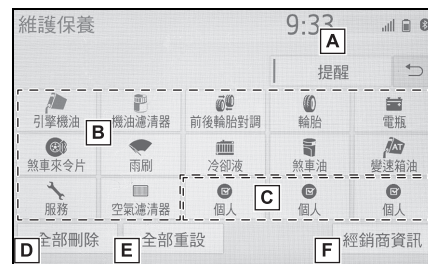 維護保養 9:33
A
提醒
引擎機油 機油濾清器 前後輪胎對調 輪胎 電瓶
B
煞車來令片 雨刷 冷卻液 煞車油 變速箱油
AT
C
服務 空氣濾清器 個人 個人 個人
D 全部刪除 E 全部重設 F 經銷商資訊